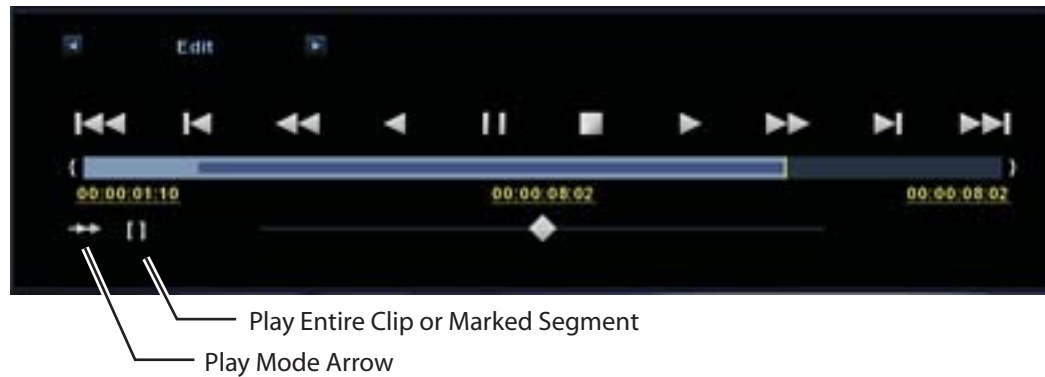 Edit
00:00:01:10 00:00:08:02 00:00:08:02
[ ]
Play Entire Clip or Marked Segment
Play Mode Arrow